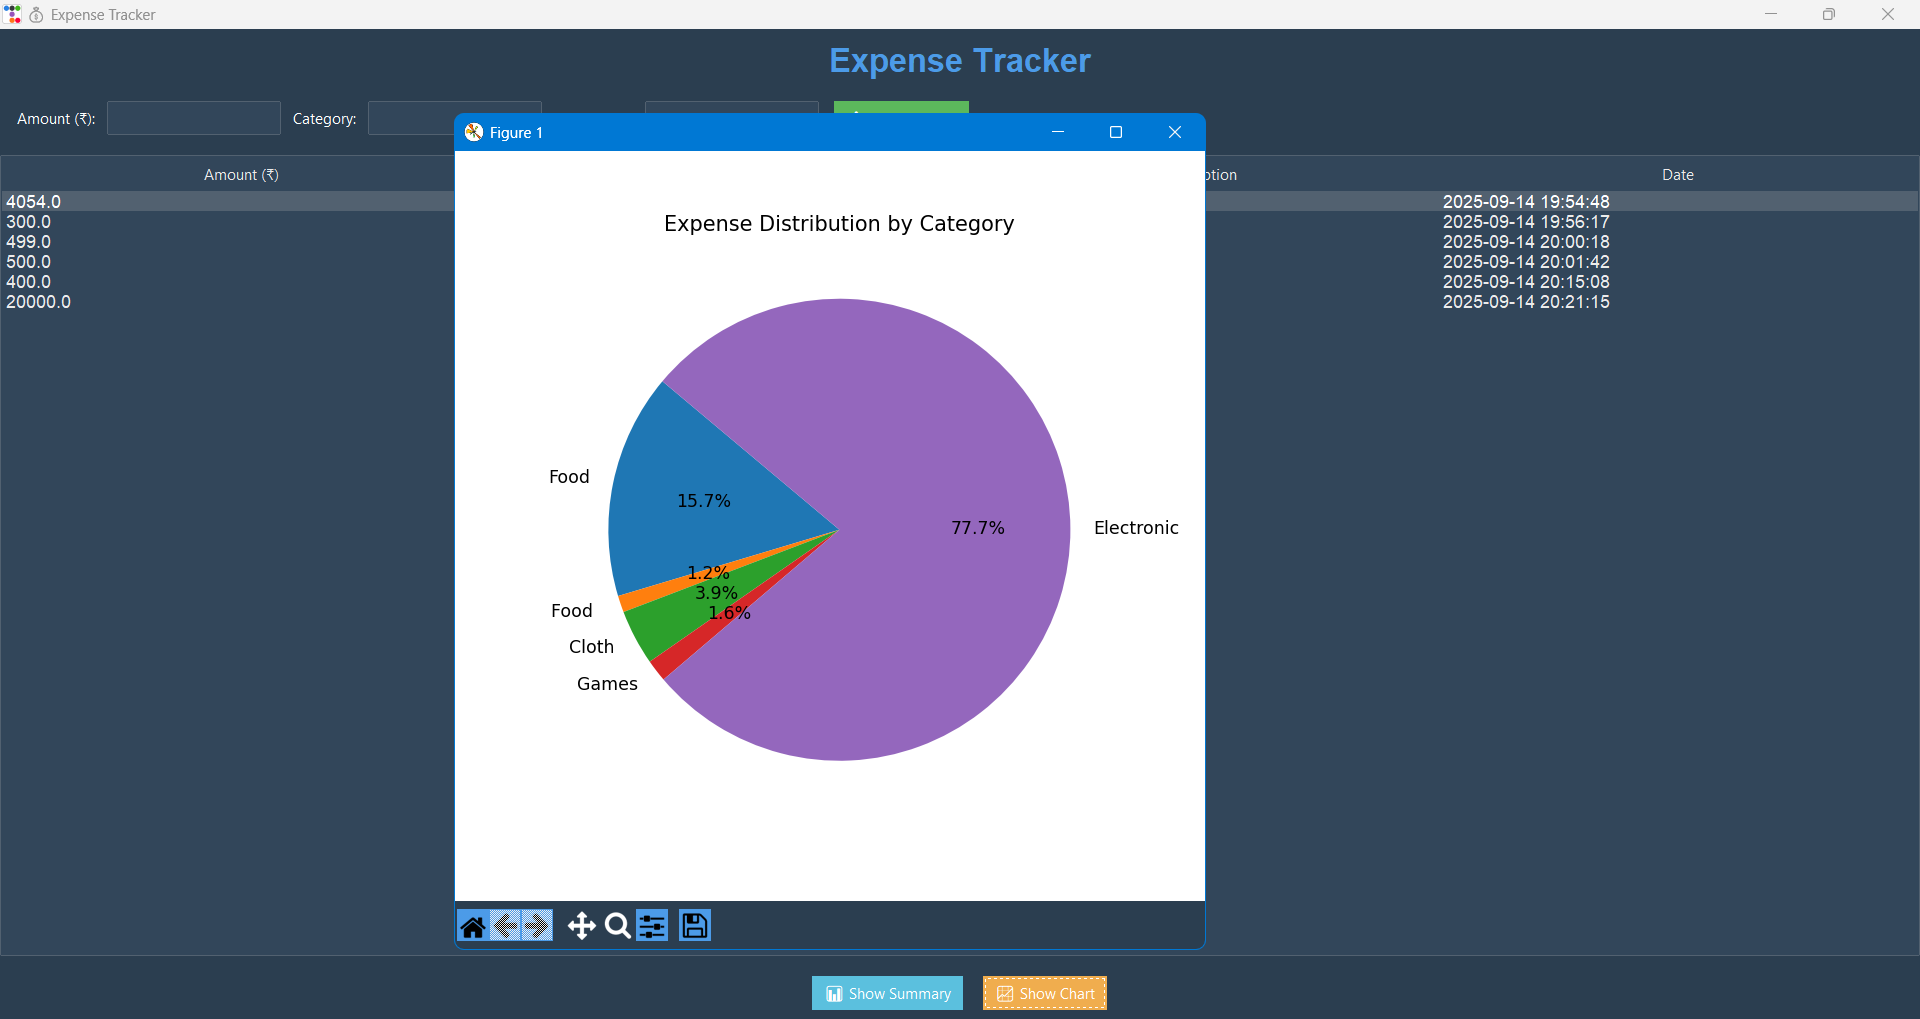 Expense Tracker
Expense Tracker
Amount (₹):
Category:
Figure 1
Amount (₹)
Date
4054.0
2025-09-14 19:54:48
300.0
2025-09-14 19:56:17
499.0
2025-09-14 20:00:18
500.0
2025-09-14 20:01:42
400.0
2025-09-14 20:15:08
20000.0
2025-09-14 20:21:15
Expense Distribution by Category
Food
15.7%
77.7%
Electronic
1.2%
3.9%
Food
1.6%
Cloth
Games
Show Summary
Show Chart